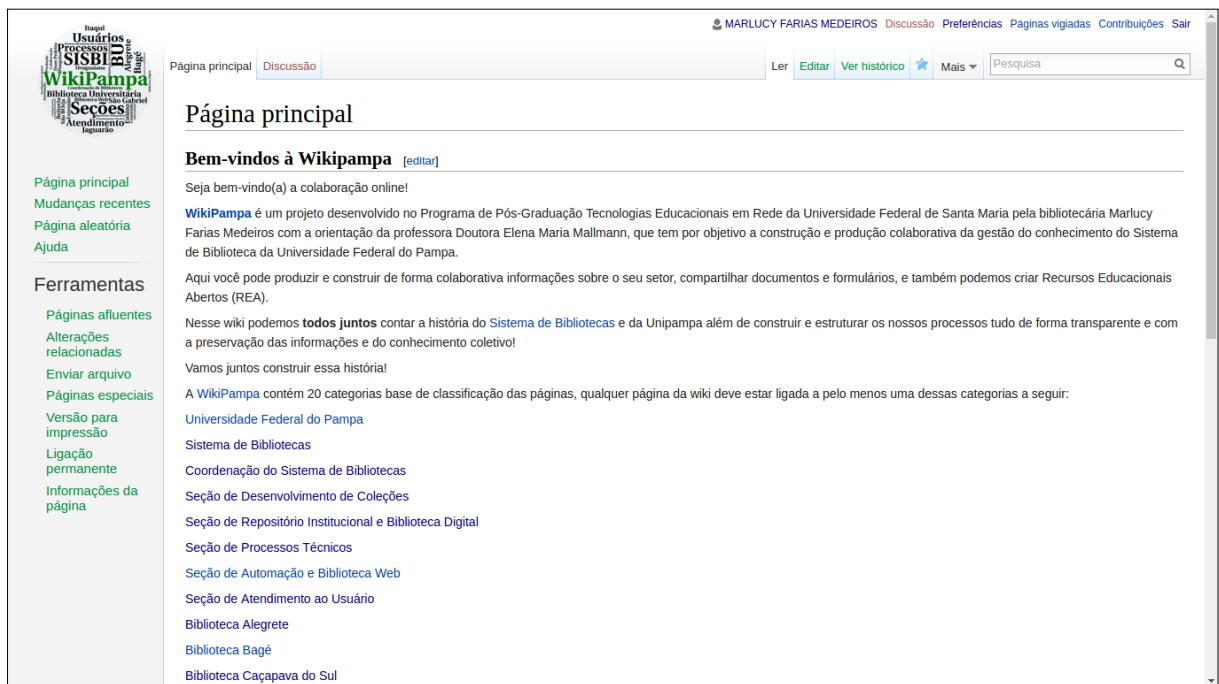 Itaqui
Usuários
Processos
SISBI
BU
Alegrete
Bagé
Uruguaiana
WikiPampa
Coordenação de Bibliotecas
Biblioteca Universitária
Biblioteca Web São Gabriel
Seções
Atendimento
Jaguarão
MARLUCY FARIAS MEDEIROS Discussão Preferências Páginas vigiadas Contribuições Sair
Página principal Discussão Ler Editar Ver histórico Mais Pesquisa
Página principal
Bem-vindos à Wikipampa [editar]
Seja bem-vindo(a) a colaboração online!
WikiPampa é um projeto desenvolvido no Programa de Pós-Graduação Tecnologias Educacionais em Rede da Universidade Federal de Santa Maria pela bibliotecária Marlucy
Farias Medeiros com a orientação da professora Doutora Elena Maria Mallmann, que tem por objetivo a construção e produção colaborativa da gestão do conhecimento do Sistema
de Biblioteca da Universidade Federal do Pampa.
Aqui você pode produzir e construir de forma colaborativa informações sobre o seu setor, compartilhar documentos e formulários, e também podemos criar Recursos Educacionais
Abertos (REA).
Nesse wiki podemos todos juntos contar a história do Sistema de Bibliotecas e da Unipampa além de construir e estruturar os nossos processos tudo de forma transparente e com
a preservação das informações e do conhecimento coletivo!
Vamos juntos construir essa história!
A WikiPampa contém 20 categorias base de classificação das páginas, qualquer página da wiki deve estar ligada a pelo menos uma dessas categorias a seguir:
Universidade Federal do Pampa
Sistema de Bibliotecas
Coordenação do Sistema de Bibliotecas
Seção de Desenvolvimento de Coleções
Seção de Repositório Institucional e Biblioteca Digital
Seção de Processos Técnicos
Seção de Automação e Biblioteca Web
Seção de Atendimento ao Usuário
Biblioteca Alegrete
Biblioteca Bagé
Biblioteca Caçapava do Sul
Página principal
Mudanças recentes
Página aleatória
Ajuda
Ferramentas
Páginas afluentes
Alterações
relacionadas
Enviar arquivo
Páginas especiais
Versão para
impressão
Ligação
permanente
Informações da
página